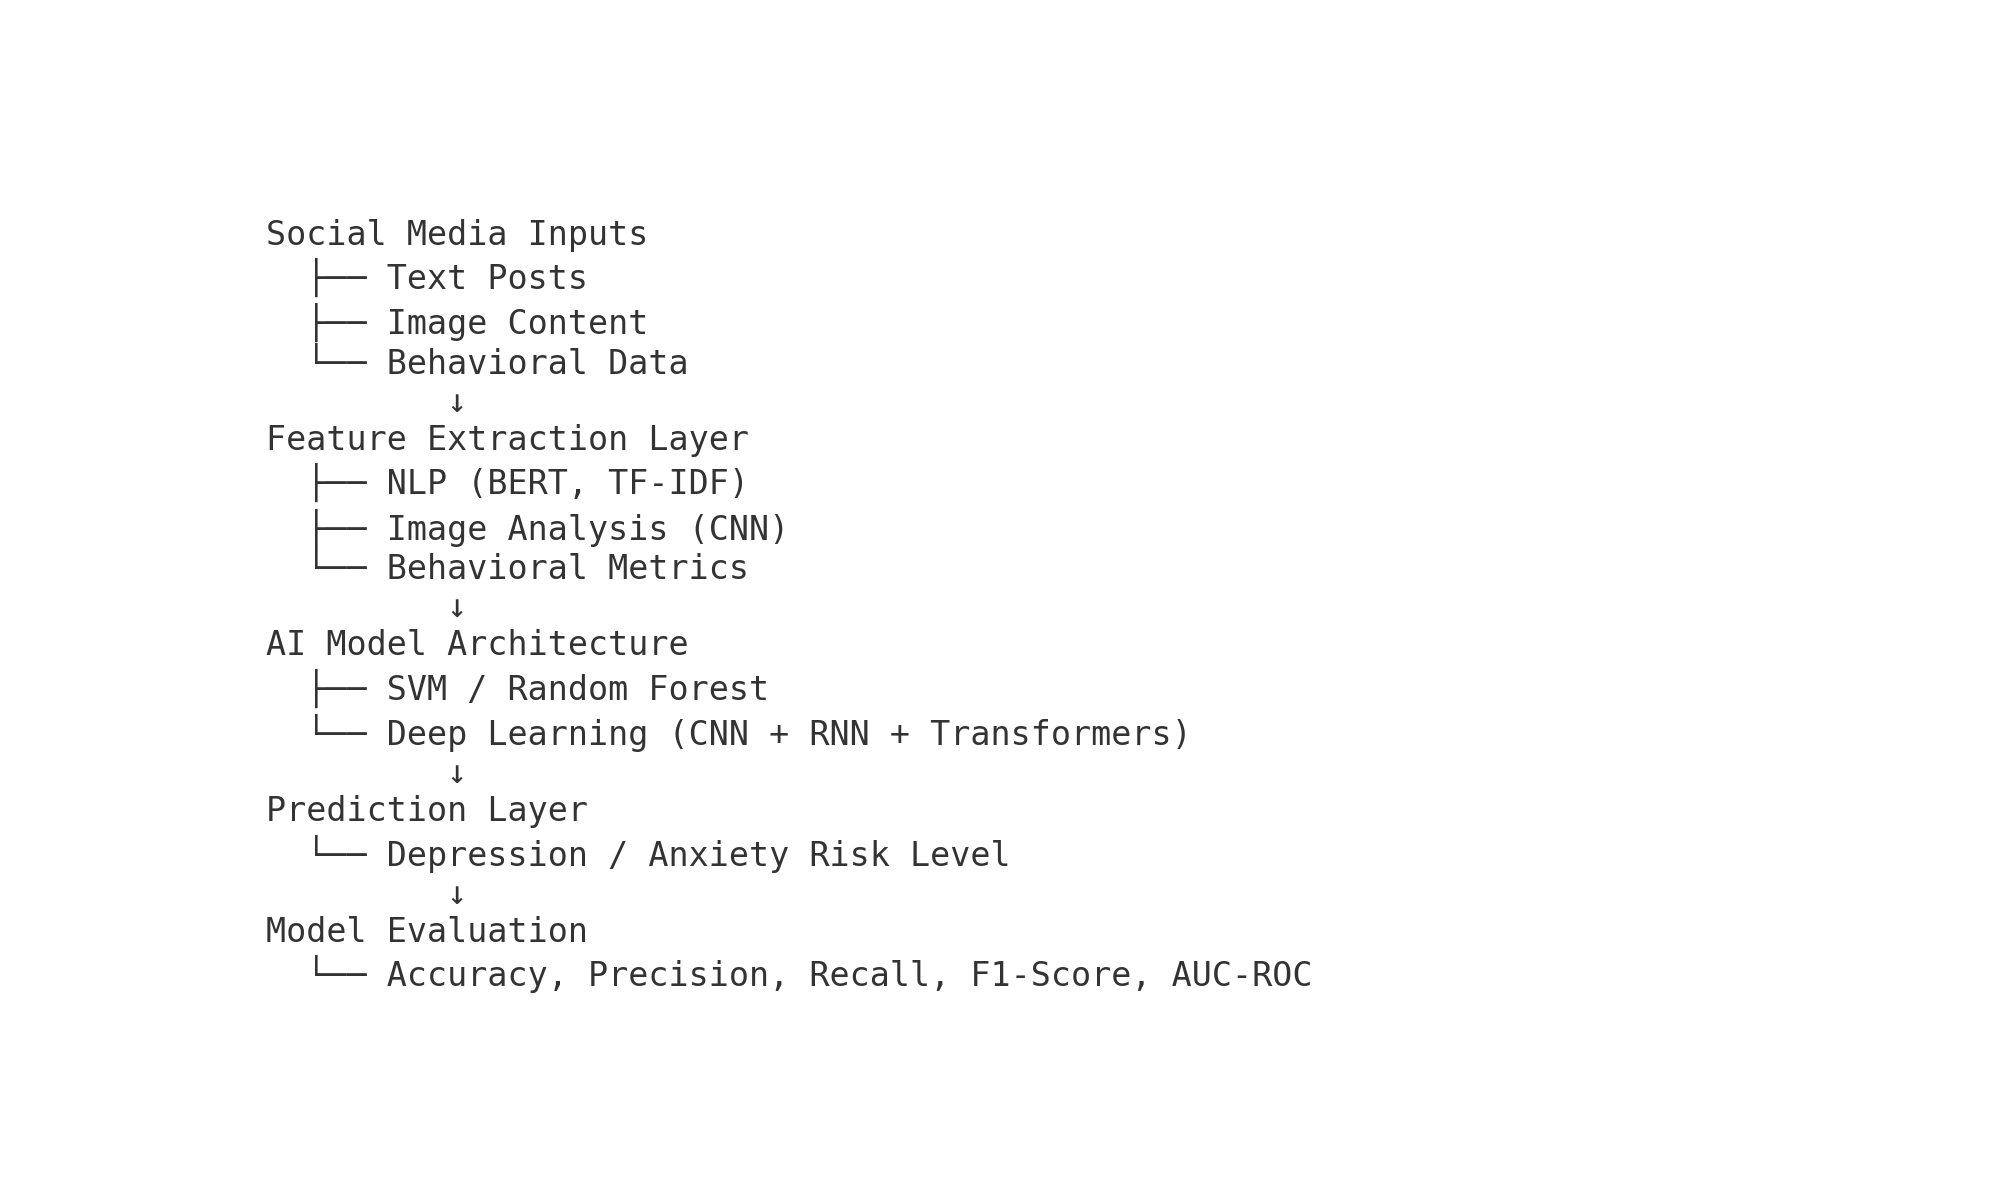 Social Media Inputs
  ├── Text Posts
  ├── Image Content
  └── Behavioral Data
         ↓
Feature Extraction Layer
  ├── NLP (BERT, TF-IDF)
  ├── Image Analysis (CNN)
  └── Behavioral Metrics
         ↓
AI Model Architecture
  ├── SVM / Random Forest
  └── Deep Learning (CNN + RNN + Transformers)
         ↓
Prediction Layer
  └── Depression / Anxiety Risk Level
         ↓
Model Evaluation
  └── Accuracy, Precision, Recall, F1-Score, AUC-ROC